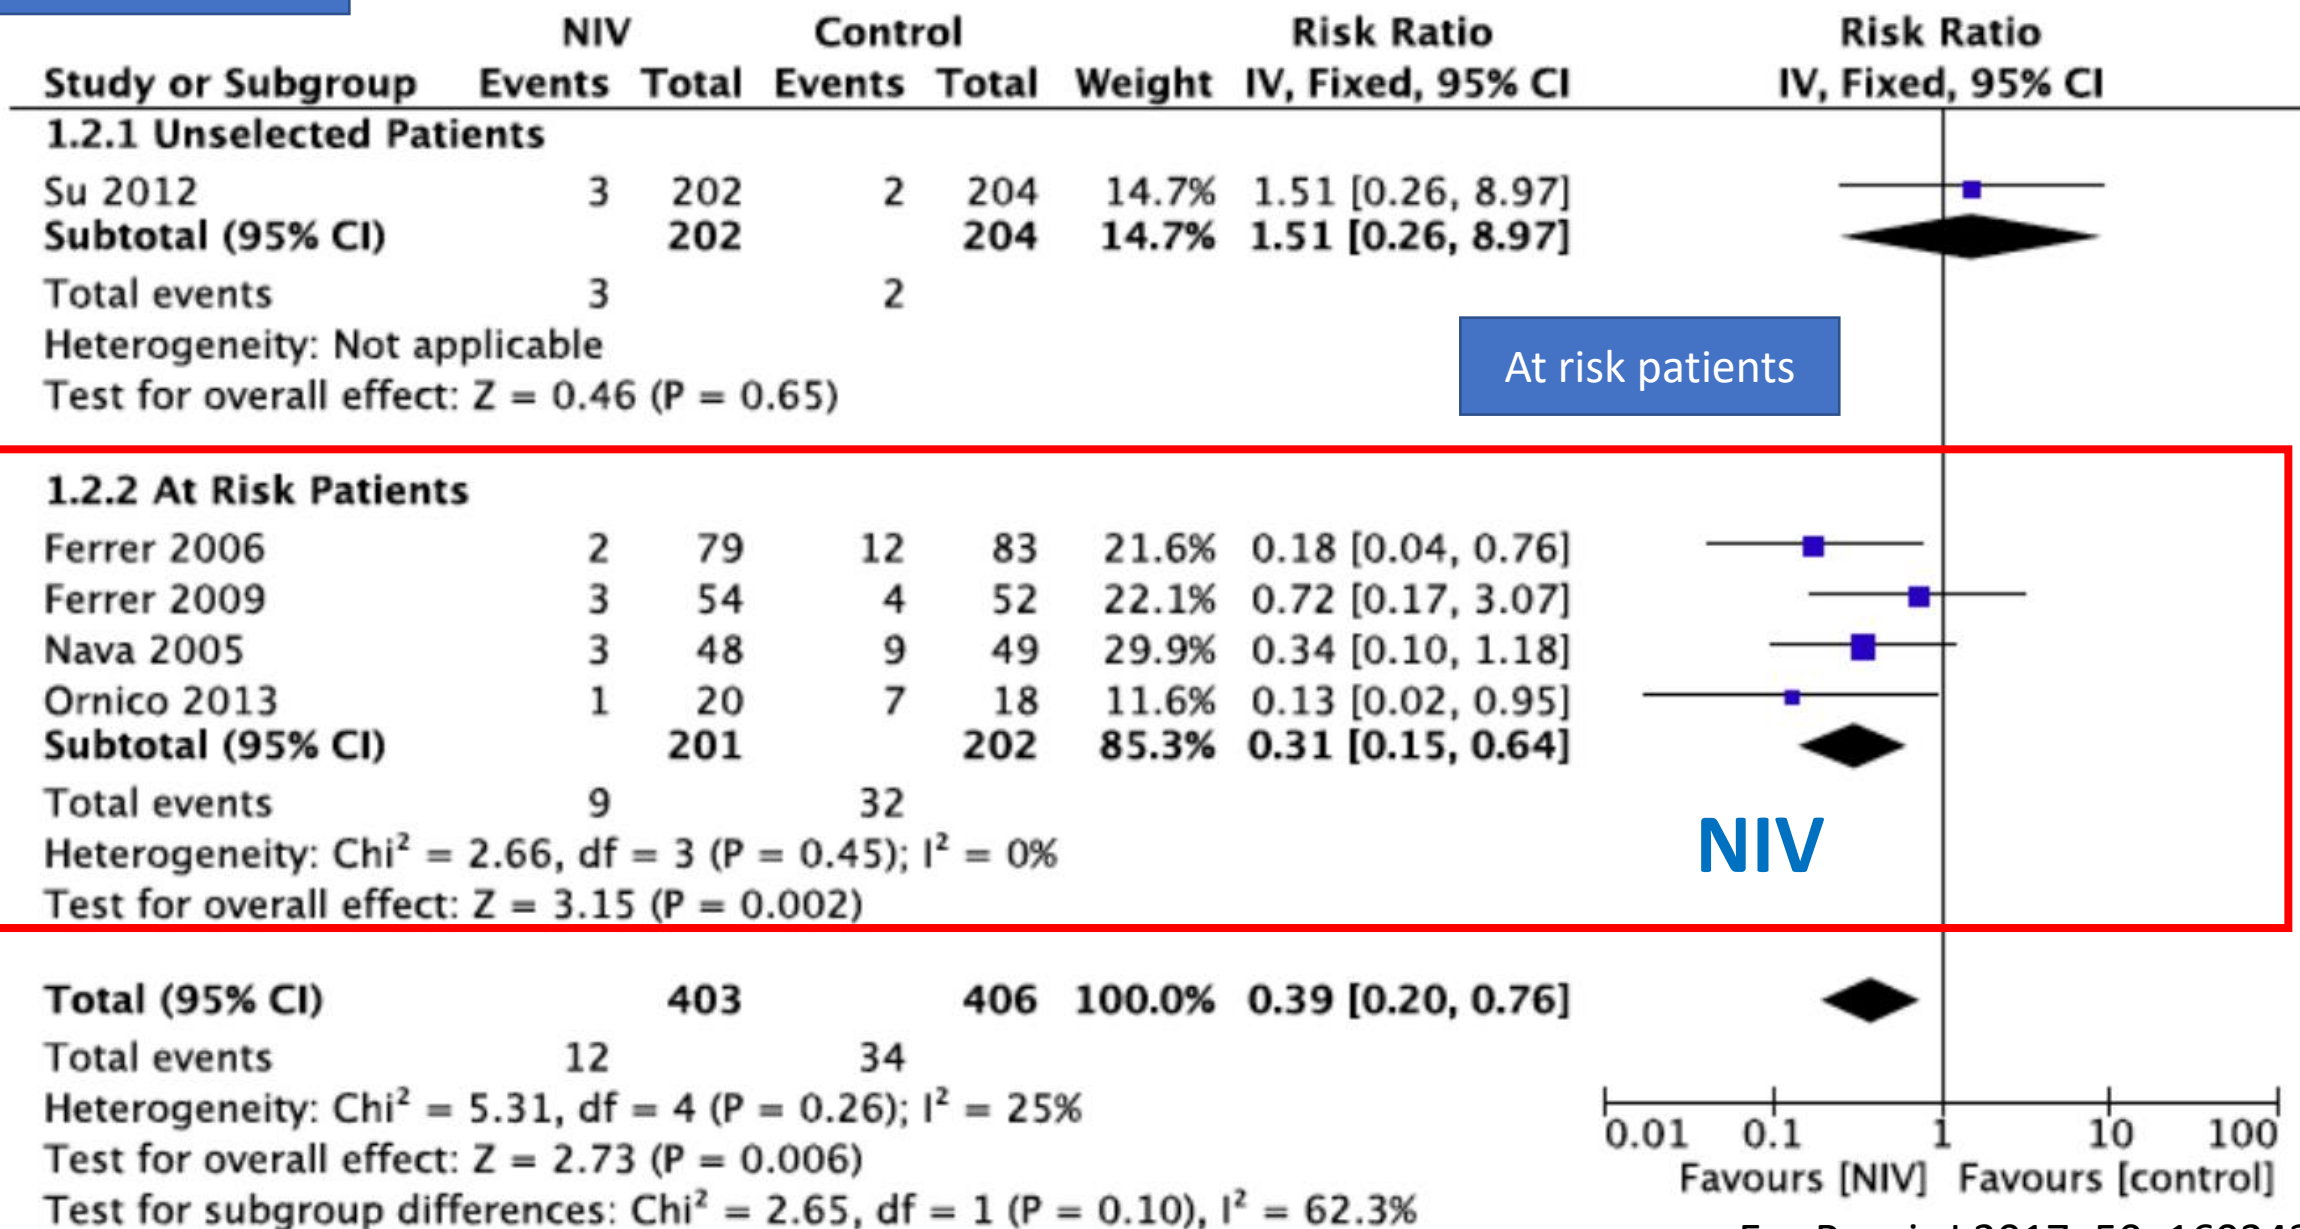 NIV Control Risk Ratio Risk Ratio
Study or Subgroup Events Total Events Total Weight IV, Fixed, 95% CI IV, Fixed, 95% CI
1.2.1 Unselected Patients
Su 2012 3 202 2 204 14.7% 1.51 [0.26, 8.97]
Subtotal (95% CI) 202 204 14.7% 1.51 [0.26, 8.97]
Total events 3 2
Heterogeneity: Not applicable
At risk patients
Test for overall effect: Z = 0.46 (P = 0.65)
1.2.2 At Risk Patients
Ferrer 2006 2 79 12 83 21.6% 0.18 [0.04, 0.76]
Ferrer 2009 3 54 4 52 22.1% 0.72 [0.17, 3.07]
Nava 2005 3 48 9 49 29.9% 0.34 [0.10, 1.18]
Ornico 2013 1 20 7 18 11.6% 0.13 [0.02, 0.95]
Subtotal (95% CI) 201 202 85.3% 0.31 [0.15, 0.64]
Total events 9 32
NIV
Heterogeneity: Chi² = 2.66, df = 3 (P = 0.45); I² = 0%
Test for overall effect: Z = 3.15 (P = 0.002)
Total (95% CI) 403 406 100.0% 0.39 [0.20, 0.76]
Total events 12 34
Heterogeneity: Chi² = 5.31, df = 4 (P = 0.26); I² = 25%
0.01 0.1 1 10 100
Test for overall effect: Z = 2.73 (P = 0.006)
Favours [NIV] Favours [control]
Test for subgroup differences: Chi² = 2.65, df = 1 (P = 0.10), I² = 62.3%